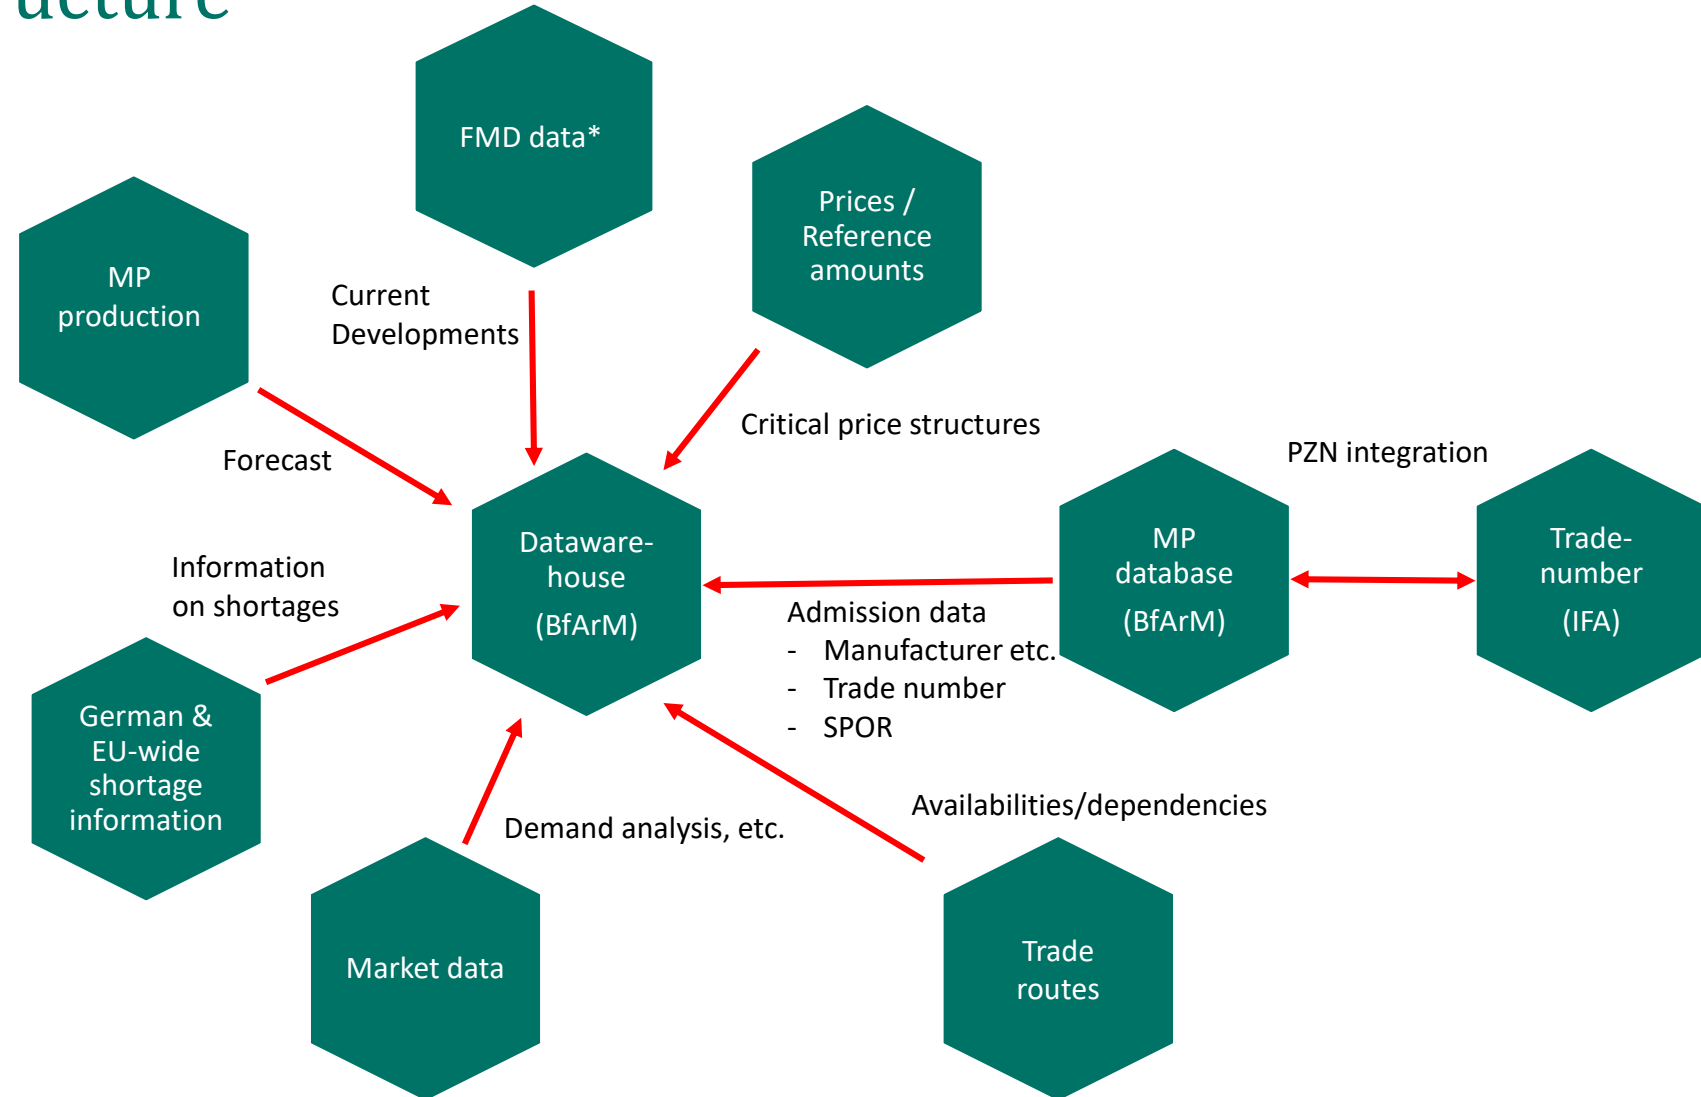 ucture
FMD data*
Prices /
Reference
amounts
MP
production
Current
Developments
Critical price structures
Forecast
PZN integration
Dataware-
house
(BfArM)
MP
database
(BfArM)
Trade-
number
(IFA)
Information
on shortages
Admission data
- Manufacturer etc.
- Trade number
- SPOR
German &
EU-wide
shortage
information
Availabilities/dependencies
Demand analysis, etc.
Market data
Trade
routes